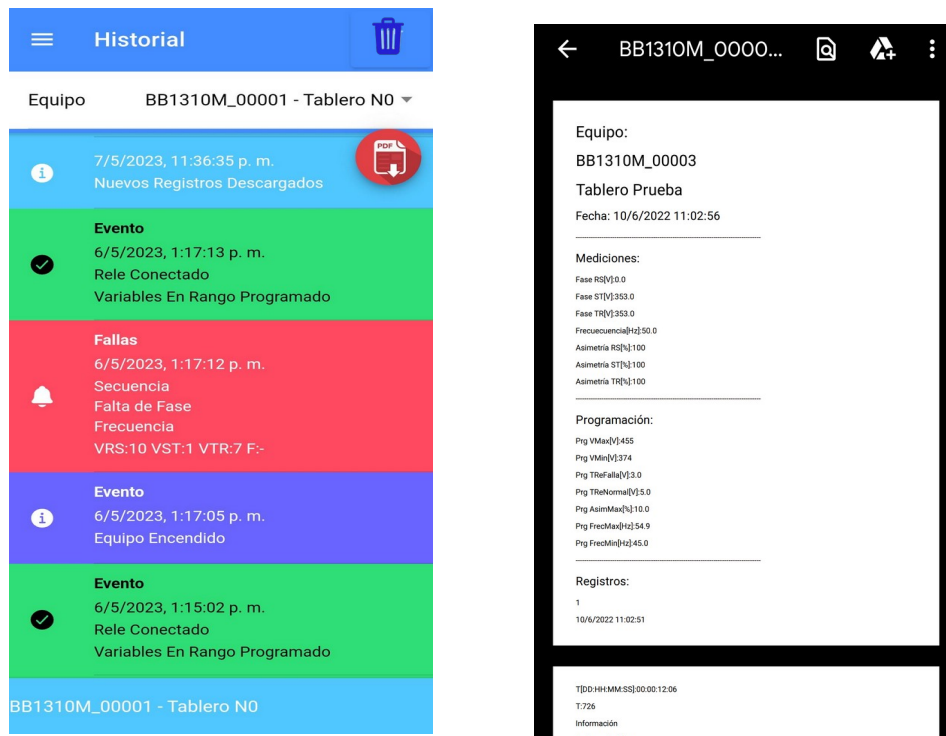 Historial
Equipo BB1310M_00001 - Tablero N0
7/5/2023, 11:36:35 p. m.
Nuevos Registros Descargados
PDF
Evento
6/5/2023, 1:17:13 p. m.
Rele Conectado
Variables En Rango Programado
Fallas
6/5/2023, 1:17:12 p. m.
Secuencia
Falta de Fase
Frecuencia
VRS:10 VST:1 VTR:7 F:-
Evento
6/5/2023, 1:17:05 p. m.
Equipo Encendido
Evento
6/5/2023, 1:15:02 p. m.
Rele Conectado
Variables En Rango Programado
BB1310M_00001 - Tablero N0
BB1310M_0000...
Equipo:
BB1310M_00003
Tablero Prueba
Fecha: 10/6/2022 11:02:56
Mediciones:
Fase RS[V]:0.0
Fase ST[V]:353.0
Fase TR[V]:353.0
Frecuecuencia[Hz]:50.0
Asimetría RS[%]:100
Asimetría ST[%]:100
Asimetría TR[%]:100
Programación:
Prg VMax[V]:455
Prg VMin[V]:374
Prg TReFalla[V]:3.0
Prg TReNormal[V]:5.0
Prg AsimMax[%]:10.0
Prg FrecMax[Hz]:54.9
Prg FrecMin[Hz]:45.0
Registros:
1
10/6/2022 11:02:51
T[DD:HH:MM:SS]:00:00:12:06
T:726
Información